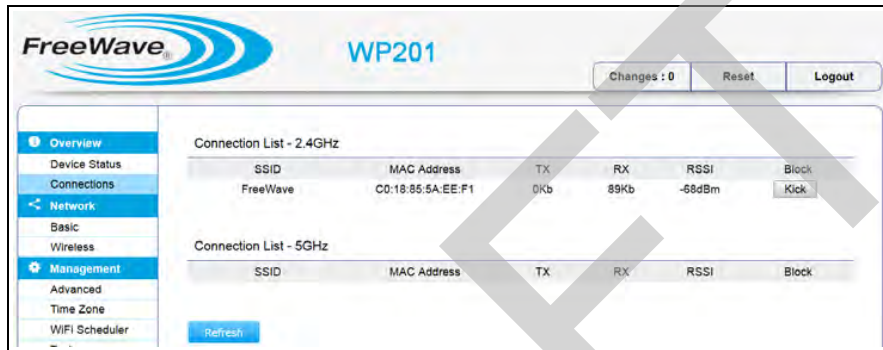 FreeWave®
WP201
Changes : 0 Reset Logout
Overview
Device Status
Connections
Network
Basic
Wireless
Management
Advanced
Time Zone
WiFi Scheduler
Connection List - 2.4GHz
SSID MAC Address TX RX RSSI Block
FreeWave C0:18:85:5A:EE:F1 0Kb 89Kb -68dBm Kick
Connection List - 5GHz
SSID MAC Address TX RX RSSI Block
Refresh